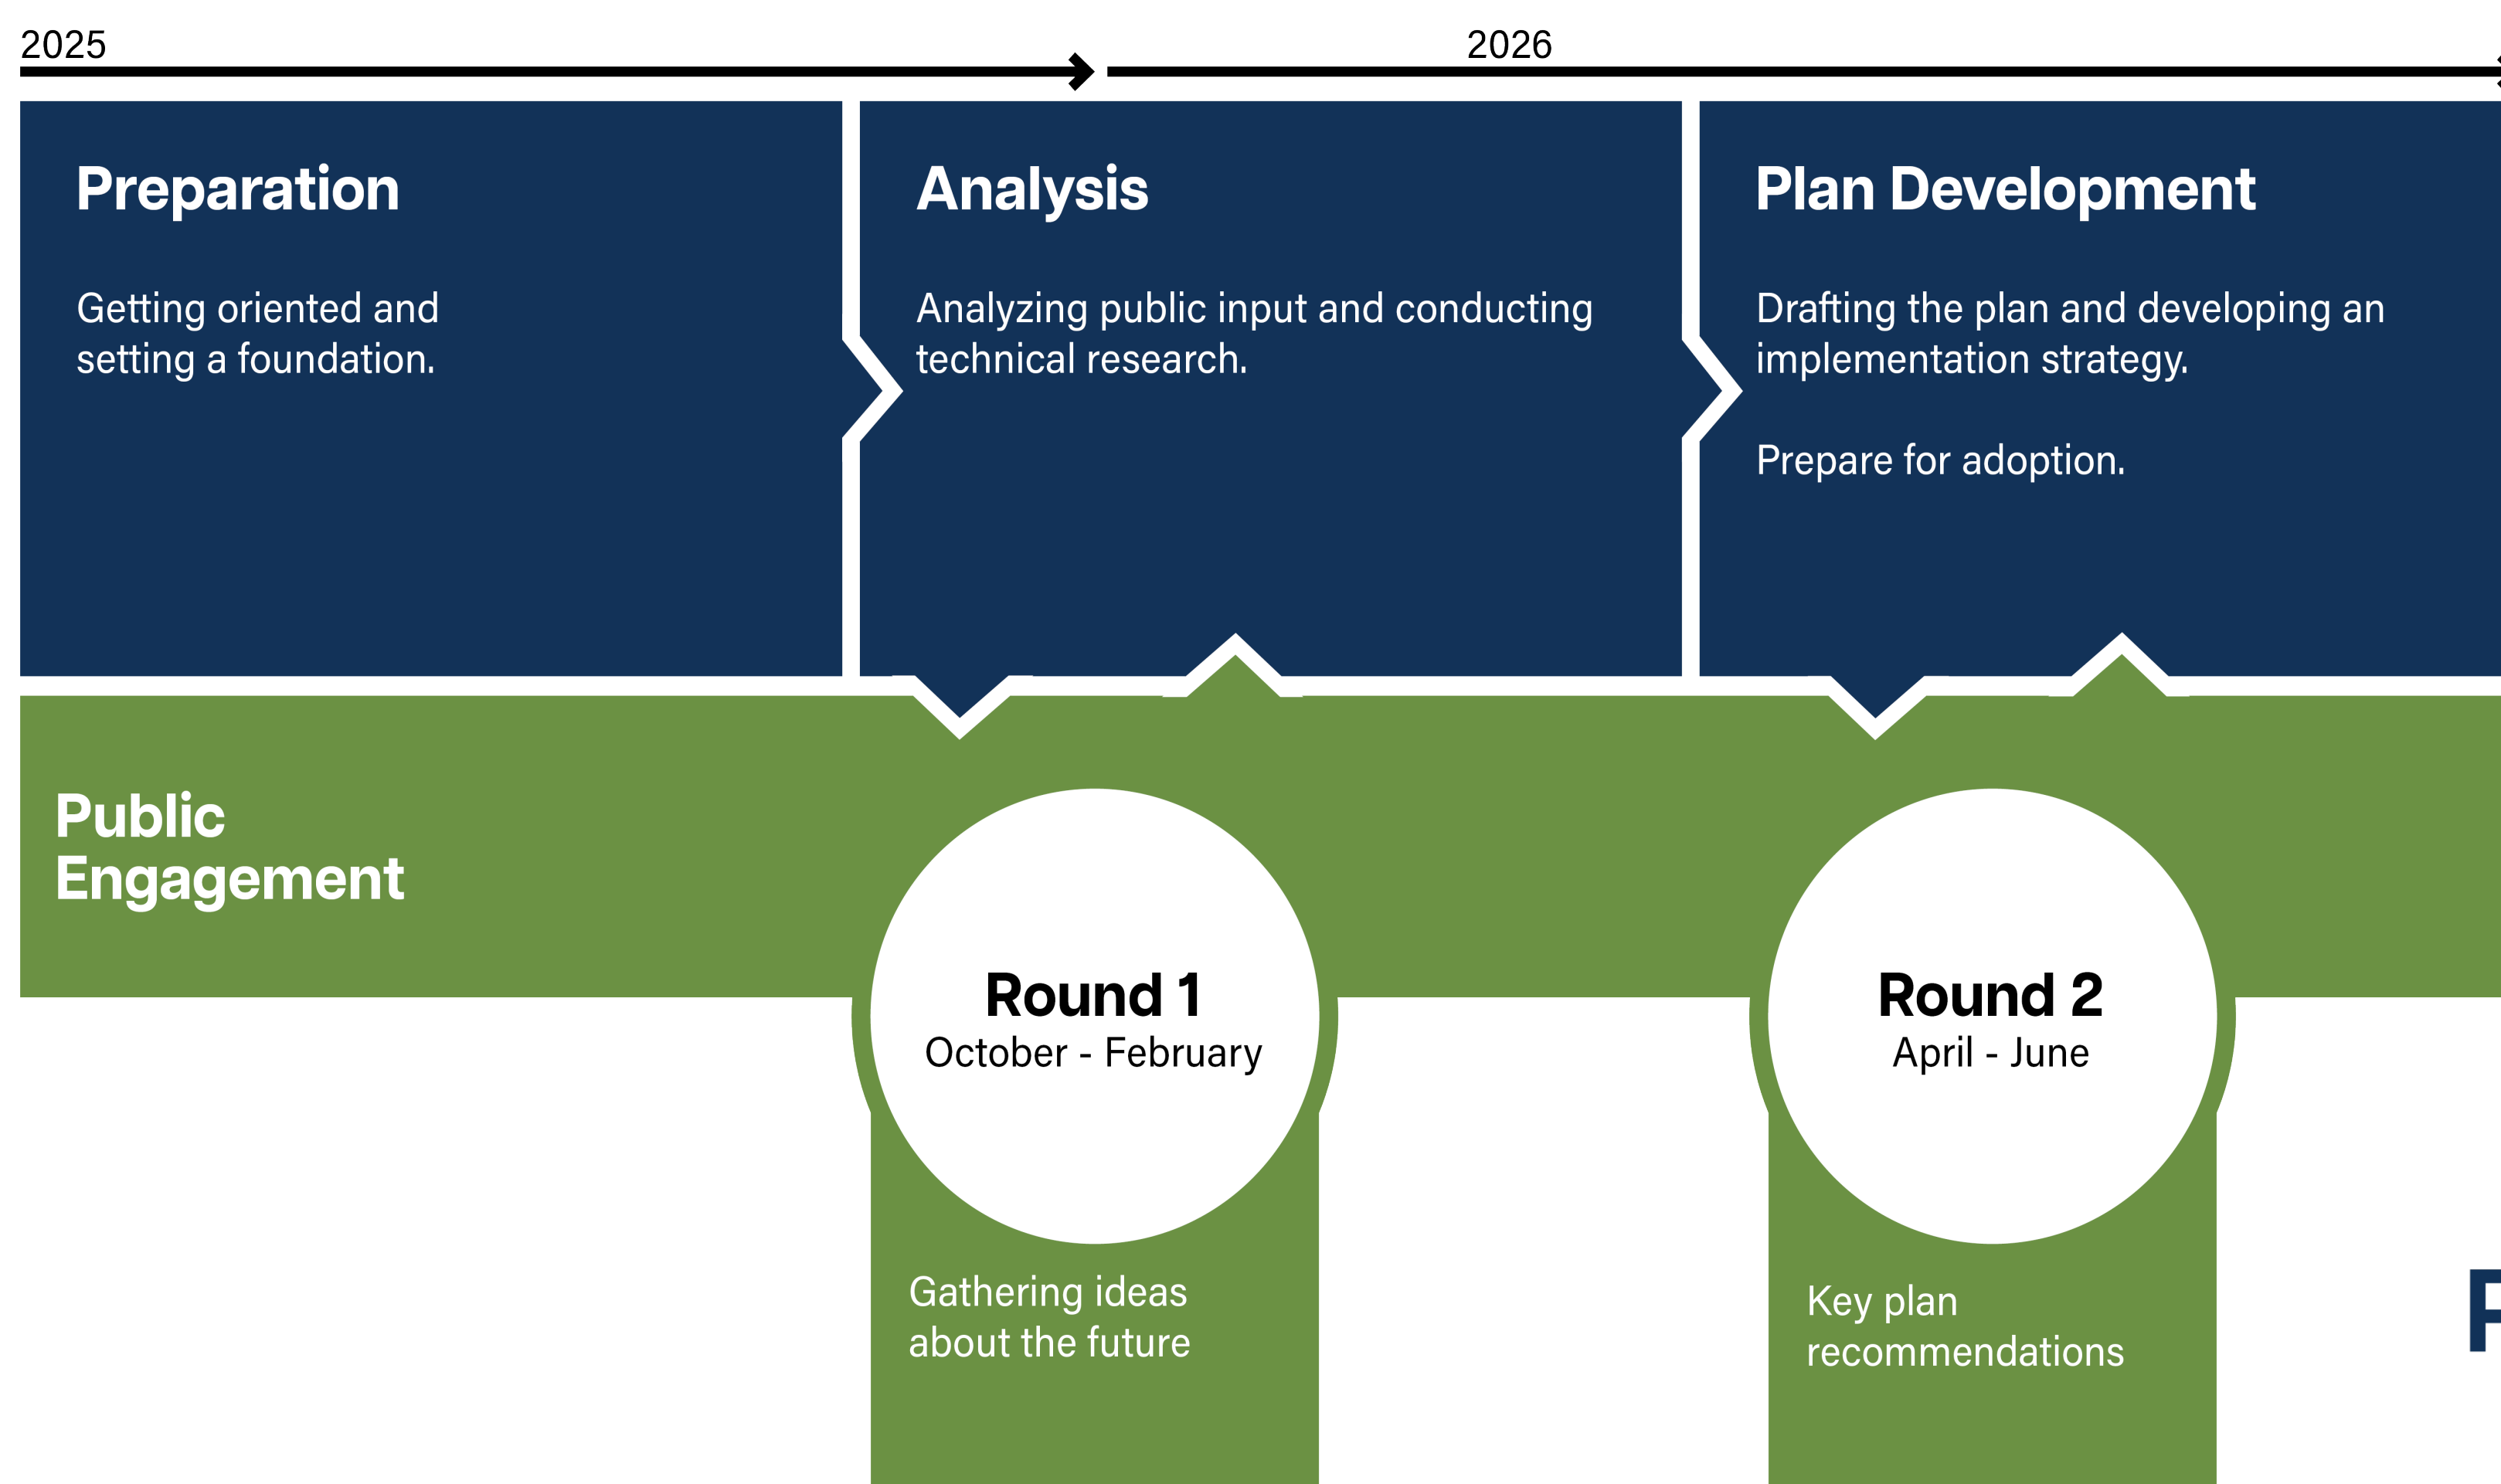 2025
2026
Preparation
Getting oriented and
setting a foundation.
Analysis
Analyzing public input and conducting
technical research.
Plan Development
Drafting the plan and developing an
implementation strategy.
Prepare for adoption.
Public
Engagement
Round 1
October - February
Gathering ideas
about the future
Round 2
April - June
Key plan
recommendations